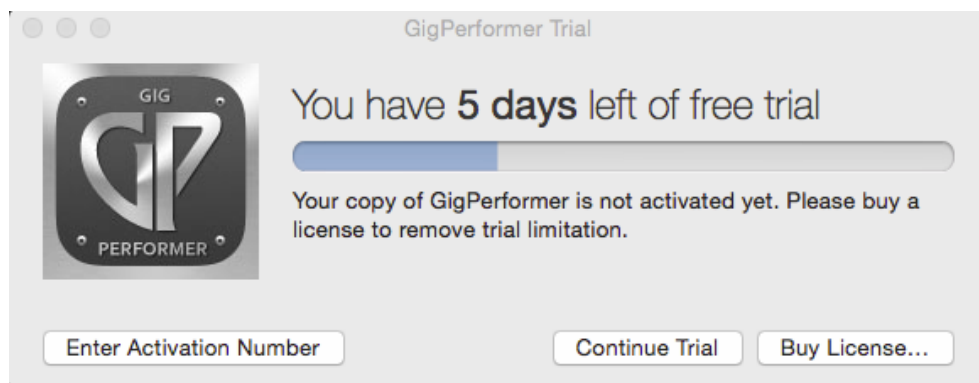 GigPerformer Trial
GIG
GP
PERFORMER
You have 5 days left of free trial
Your copy of GigPerformer is not activated yet. Please buy a
license to remove trial limitation.
Enter Activation Number
Continue Trial
Buy License...